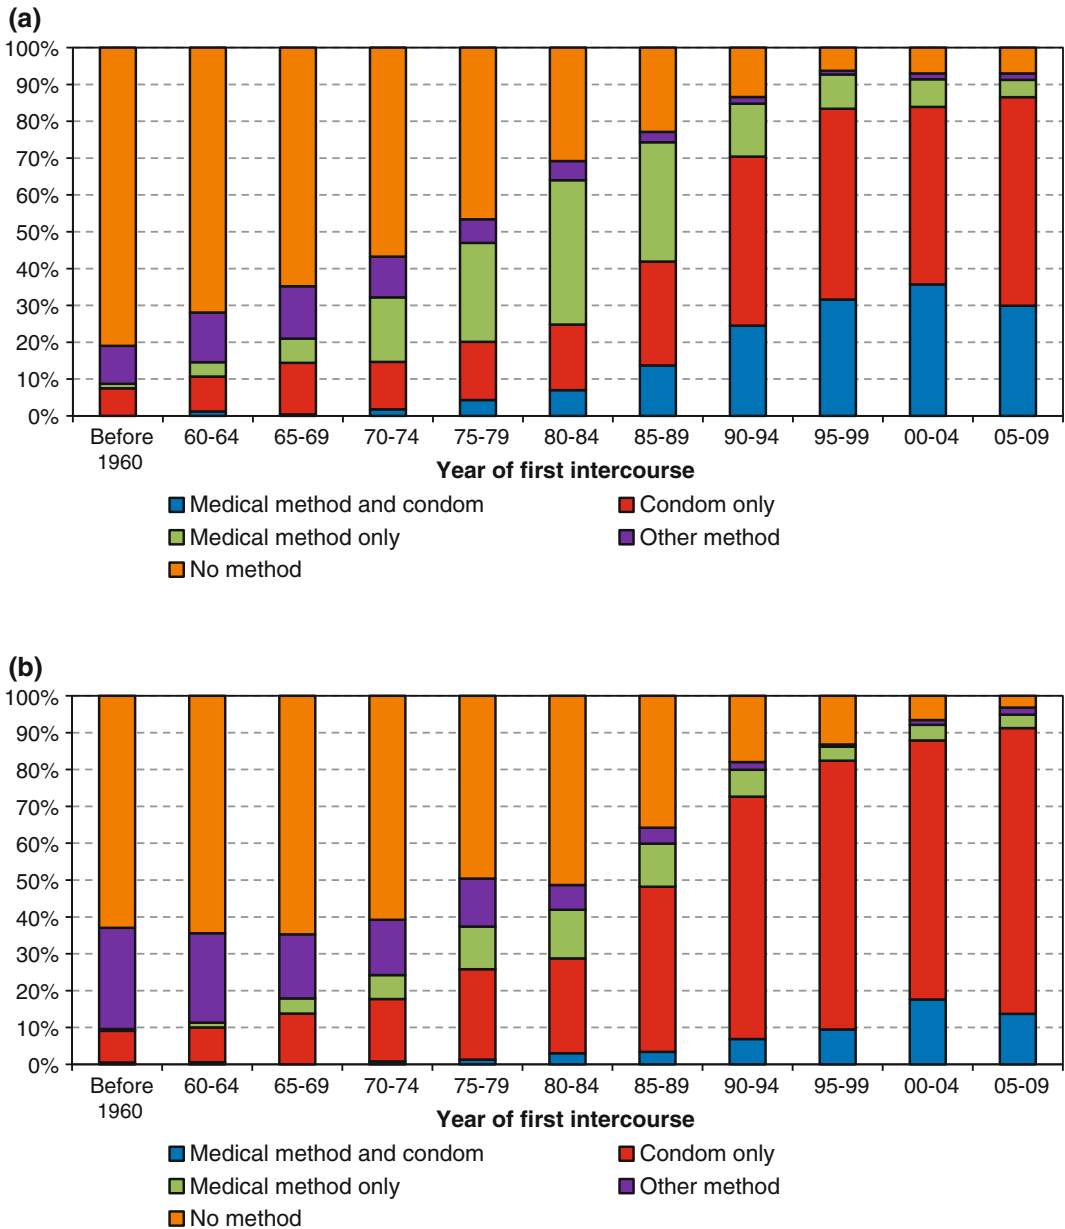 (a)
100%
90%
80%
70%
60%
50%
40%
30%
20%
10%
0%
Before 1960 60-64 65-69 70-74 75-79 80-84 85-89 90-94 95-99 00-04 05-09
Year of first intercourse
Medical method and condom Condom only
Medical method only Other method
No method
(b)
100%
90%
80%
70%
60%
50%
40%
30%
20%
10%
0%
Before 1960 60-64 65-69 70-74 75-79 80-84 85-89 90-94 95-99 00-04 05-09
Year of first intercourse
Medical method and condom Condom only
Medical method only Other method
No method